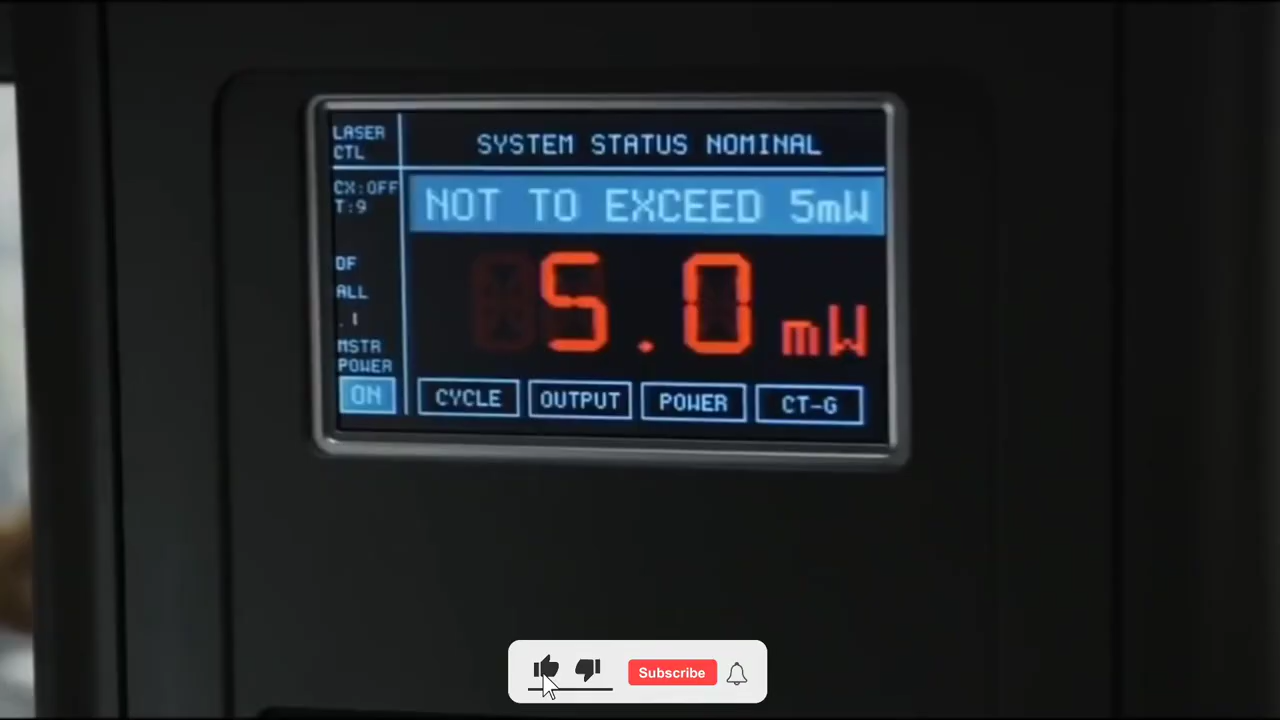 LASER
CTL
SYSTEM STATUS NOMINAL
CX:OFF
T:9
NOT TO EXCEED 5mW
DF
ALL
.1
5.0 mW
MSTR
POWER
ON
CYCLE
OUTPUT
POWER
CT-G
Subscribe